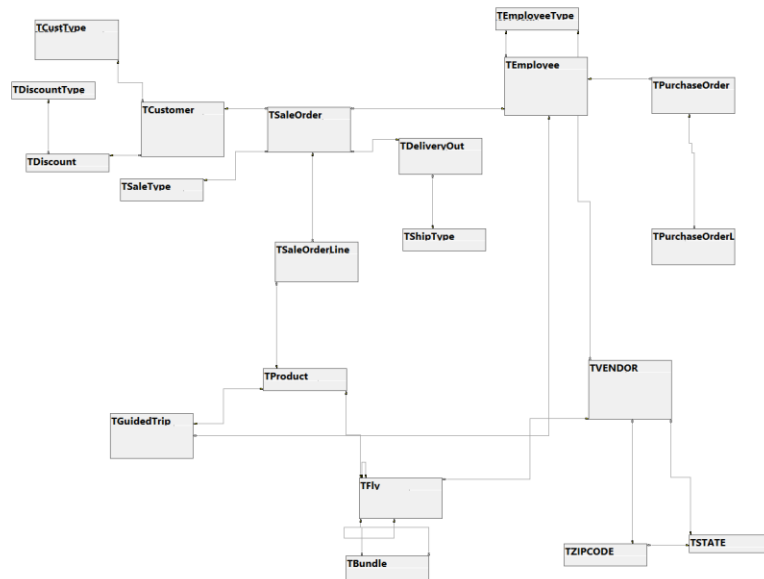 TEmployeeType
TCustType
TEmployee
TPurchaseOrder
TDiscountType
TCustomer
TSaleOrder
TDeliveryOut
TDiscount
TSaleType
TShipType
TPurchaseOrderL
TSaleOrderLine
TVENDOR
TProduct
TGuidedTrip
TFly
TSTATE
TZIPCODE
TBundle